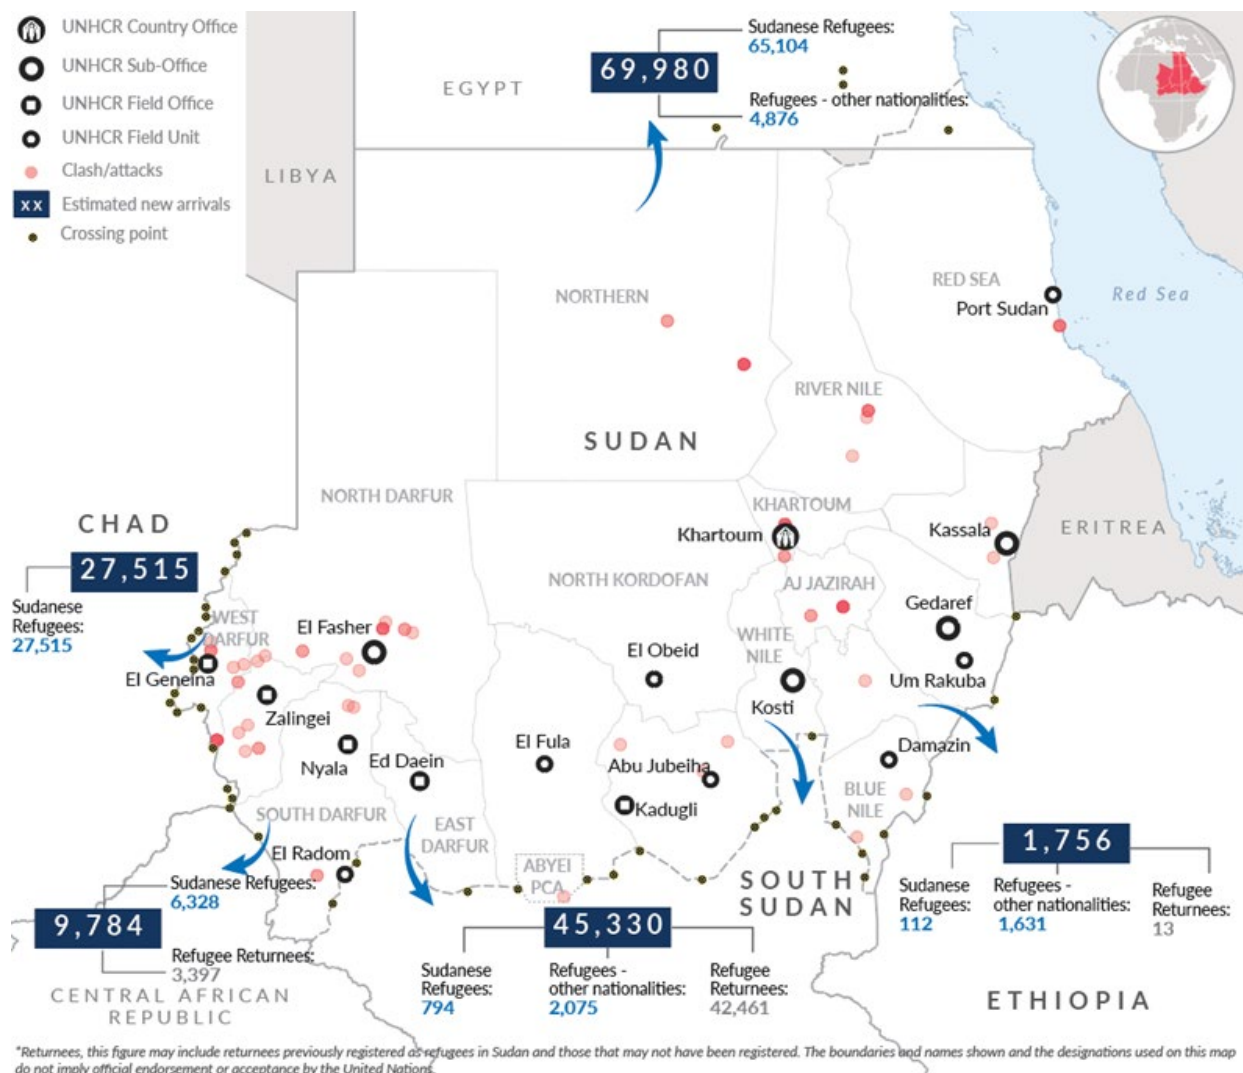 UNHCR Country Office
UNHCR Sub-Office
UNHCR Field Office
UNHCR Field Unit
Clash/attacks
xx Estimated new arrivals
Crossing point
EGYPT
LIBYA
69,980
Sudanese Refugees:
65,104
Refugees - other nationalities:
4,876
Red Sea
RED SEA
Port Sudan
NORTHERN
RIVER NILE
SUDAN
NORTH DARFUR
KHARTOUM
Khartoum
Kassala
ERITREA
CHAD
27,515
Sudanese
Refugees:
27,515
NORTH KORDOFAN
AJ JAZIRAH
Gedaref
WEST
DARFUR
El Fasher
WHITE
NILE
El Obeid
Um Rakuba
El Geneina
Kosti
Zalingei
Damazin
El Fula
Nyala
Ed Daein
Abu Jubeiha
Kadugli
BLUE
NILE
SOUTH DARFUR
EAST
DARFUR
El Radom
ABYEI
PCA
SOUTH
SUDAN
1,756
Sudanese
Refugees:
112
Refugees -
other nationalities:
1,631
Refugee
Returnees:
13
9,784
Sudanese Refugees:
6,328
Refugee Returnees:
3,397
45,330
Sudanese
Refugees:
794
Refugees -
other nationalities:
2,075
Refugee
Returnees:
42,461
CENTRAL AFRICAN
REPUBLIC
ETHIOPIA
*Returnees, this figure may include returnees previously registered as refugees in Sudan and those that may not have been registered. The boundaries and names shown and the designations used on this map
do not imply official endorsement or acceptance by the United Nations.